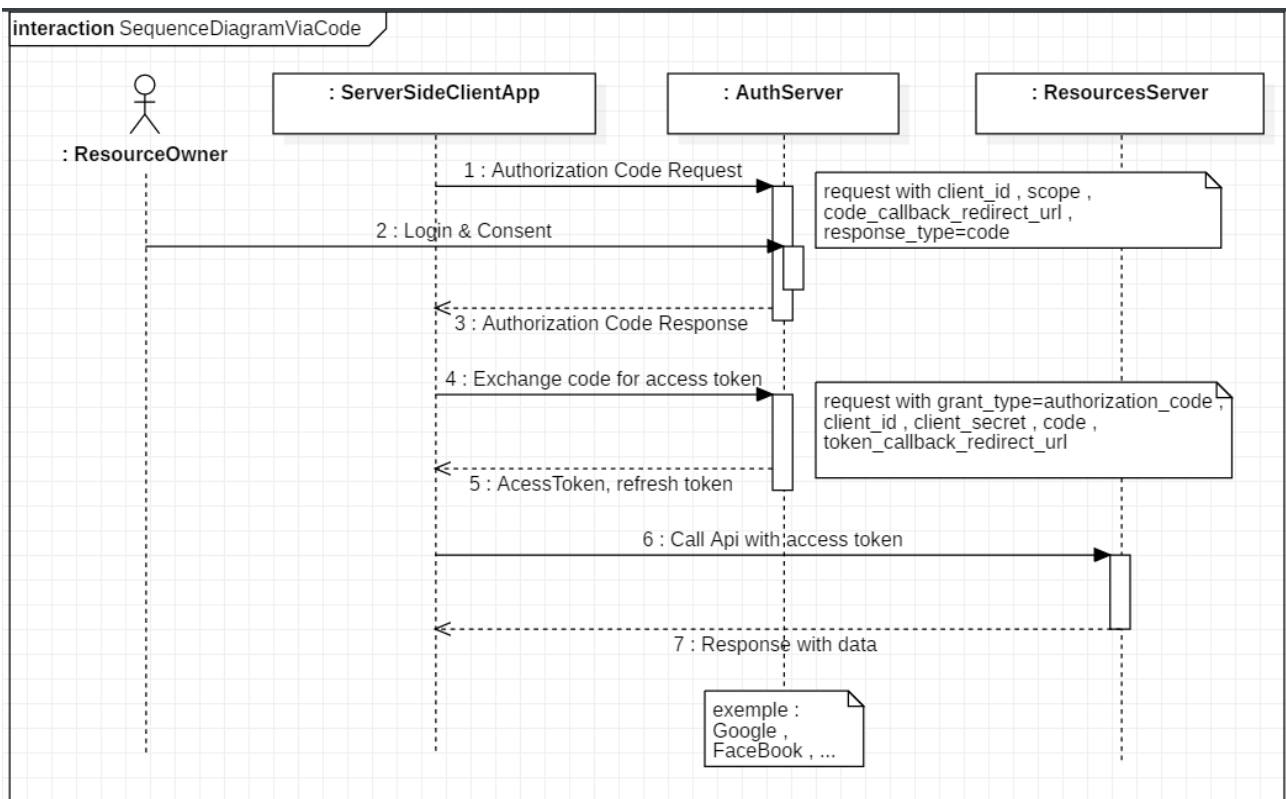 interaction SequenceDiagramViaCode
: ResourceOwner
: ServerSideClientApp
: AuthServer
: ResourcesServer
1 : Authorization Code Request
request with client_id , scope ,
code_callback_redirect_url ,
response_type=code
2 : Login & Consent
3 : Authorization Code Response
4 : Exchange code for access token
request with grant_type=authorization_code ,
client_id , client_secret , code ,
token_callback_redirect_url
5 : AcessToken, refresh token
6 : Call Api with access token
7 : Response with data
exemple :
Google ,
FaceBook , ...